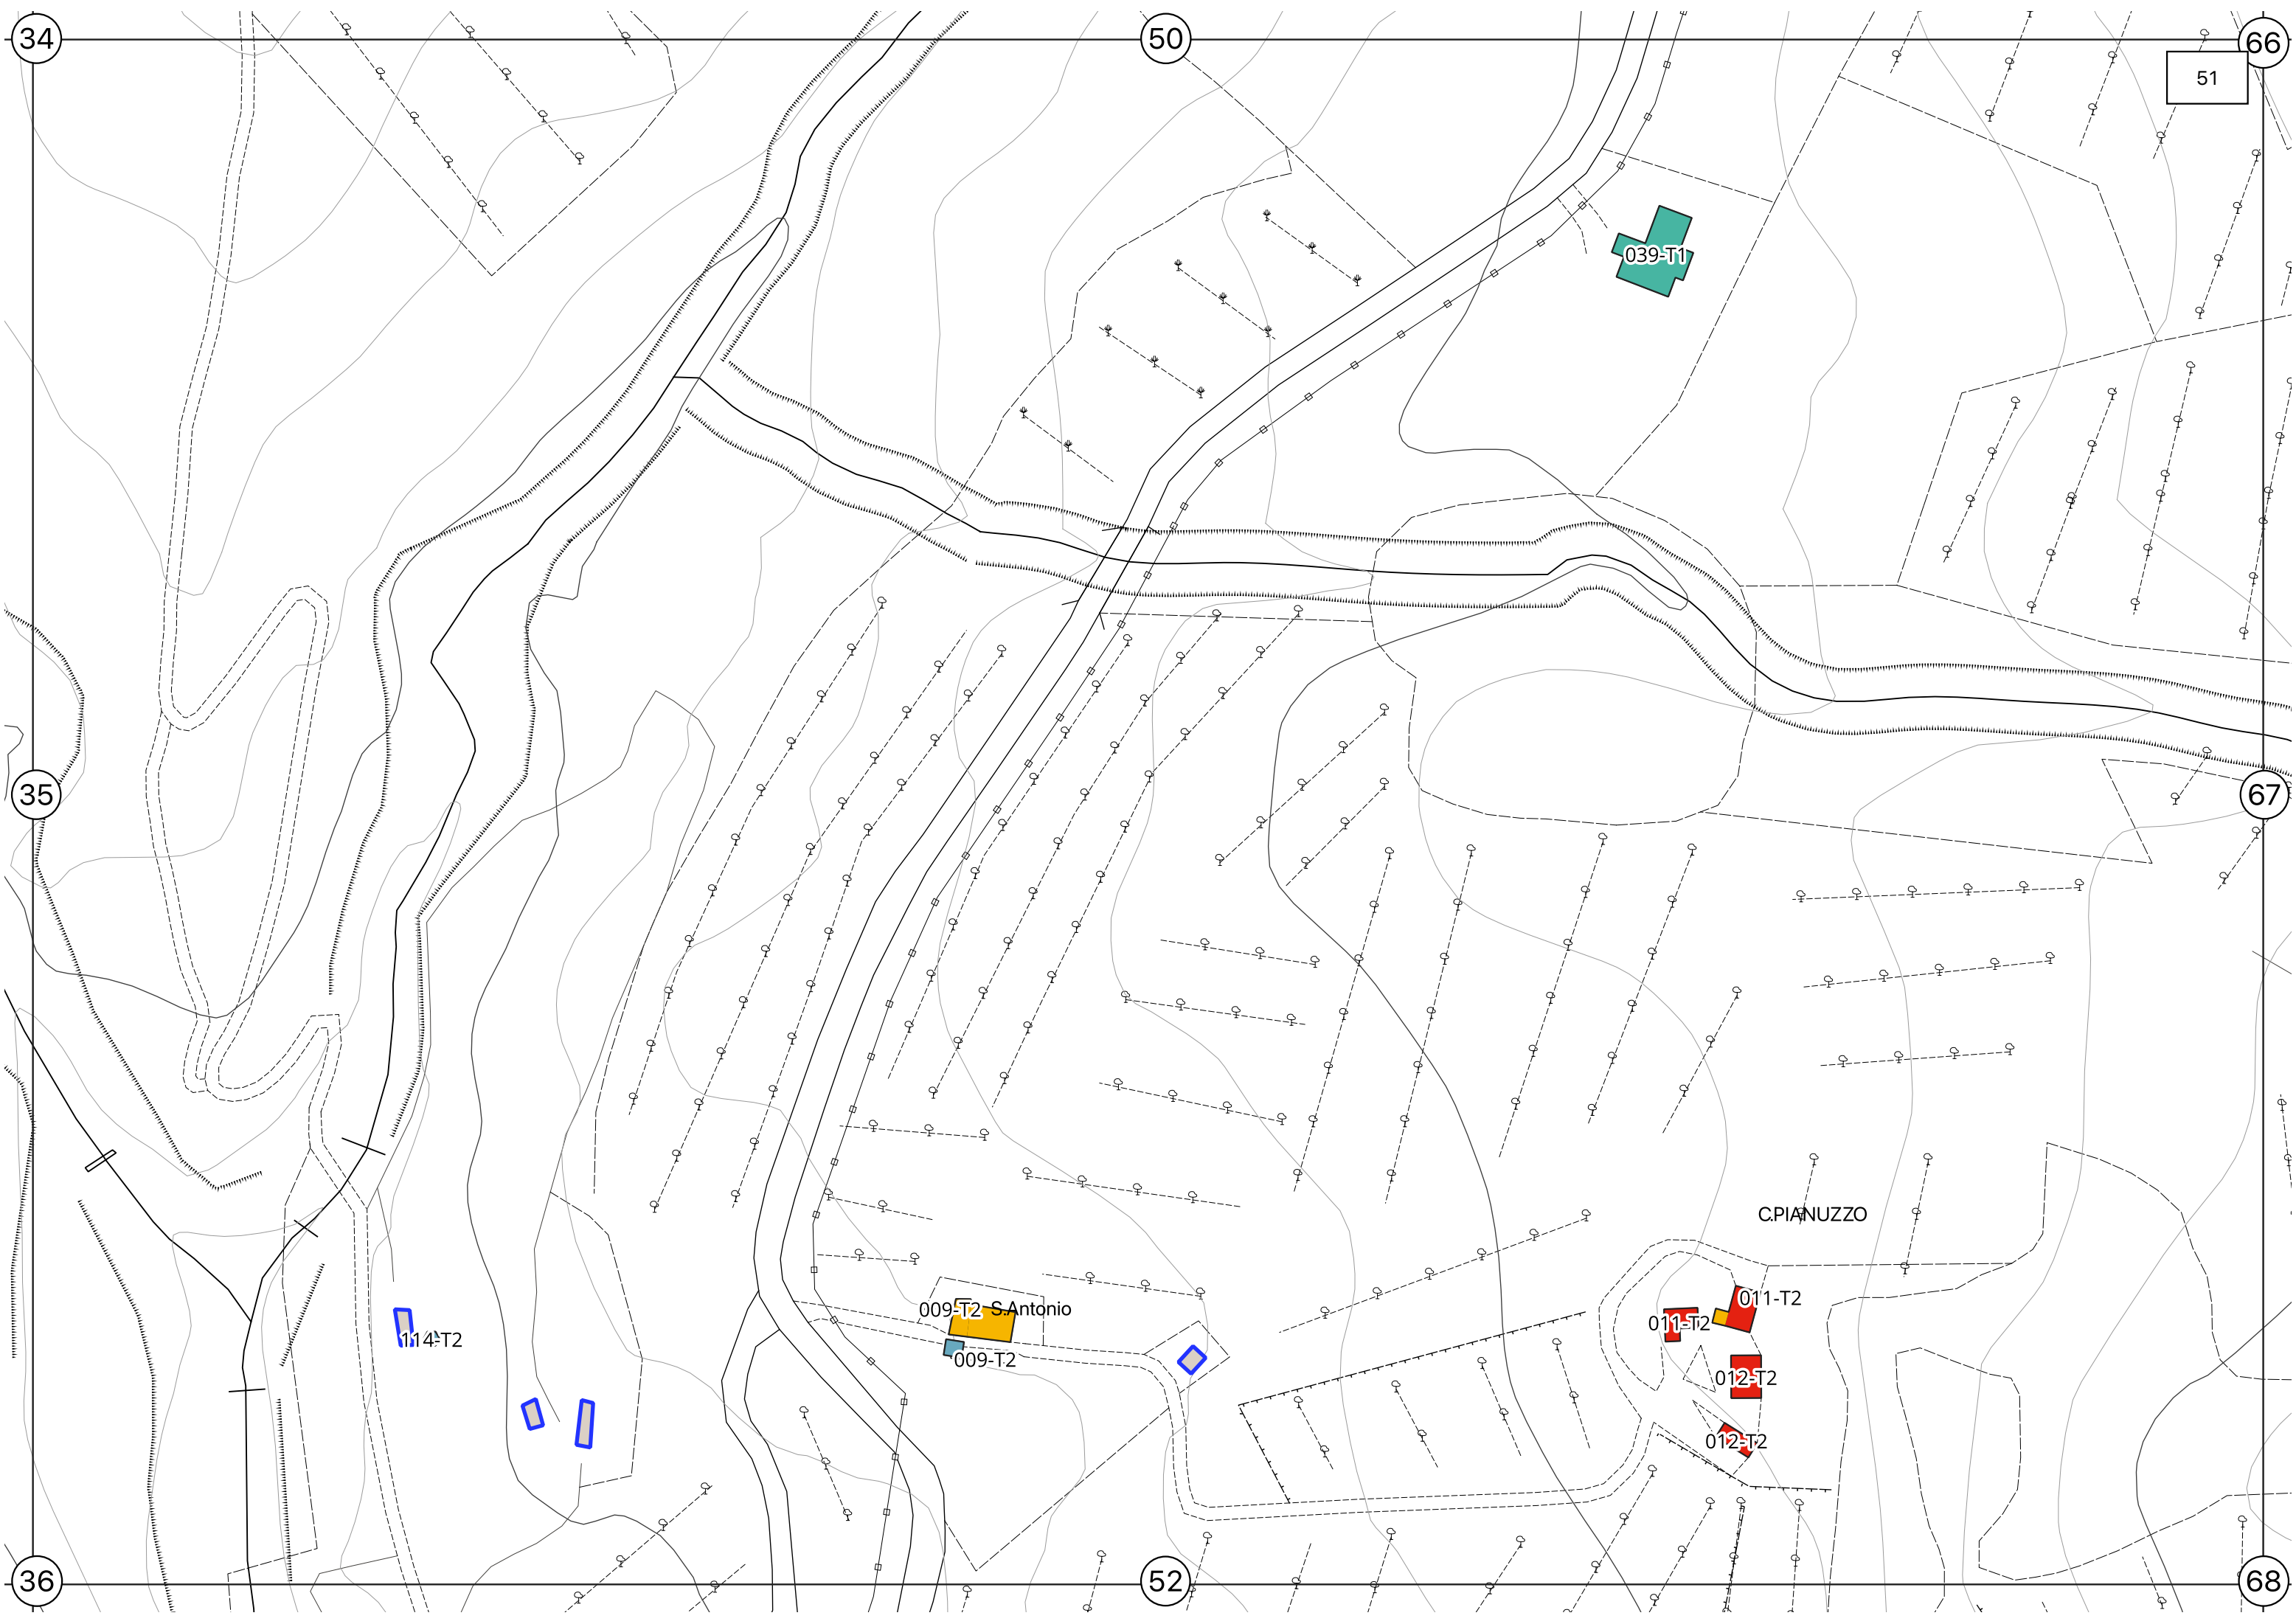 34
50
66
51
039-T1
35
67
C.PIANUZZO
011-T2
009-T2 S.Antonio
011-T2
114-T2
009-T2
012-T2
012-T2
36
52
68